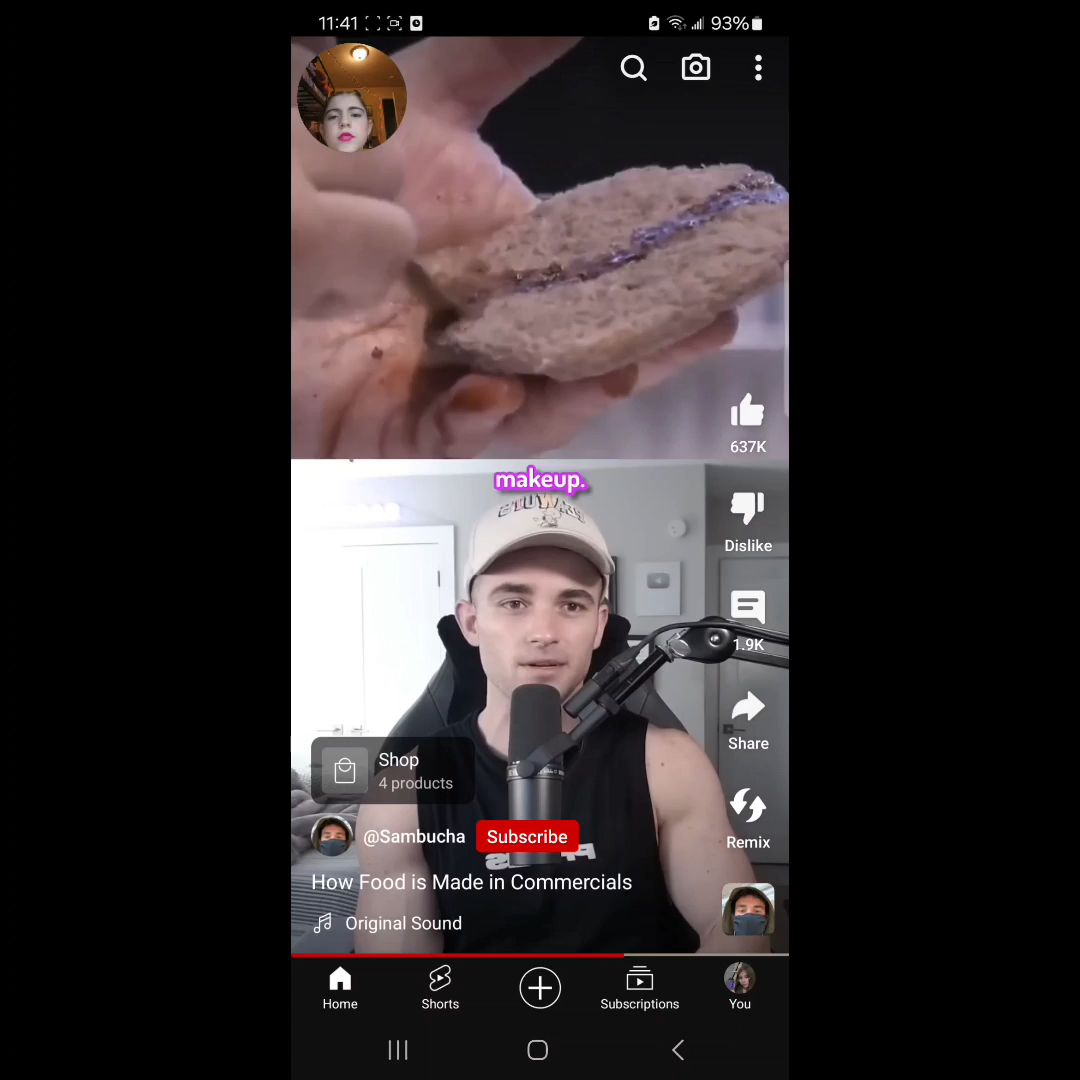 11:41
93%
637K
makeup.
Dislike
1.9K
Share
Shop
4 products
Remix
@Sambucha
Subscribe
How Food is Made in Commercials
Original Sound
Home
Shorts
Subscriptions
You